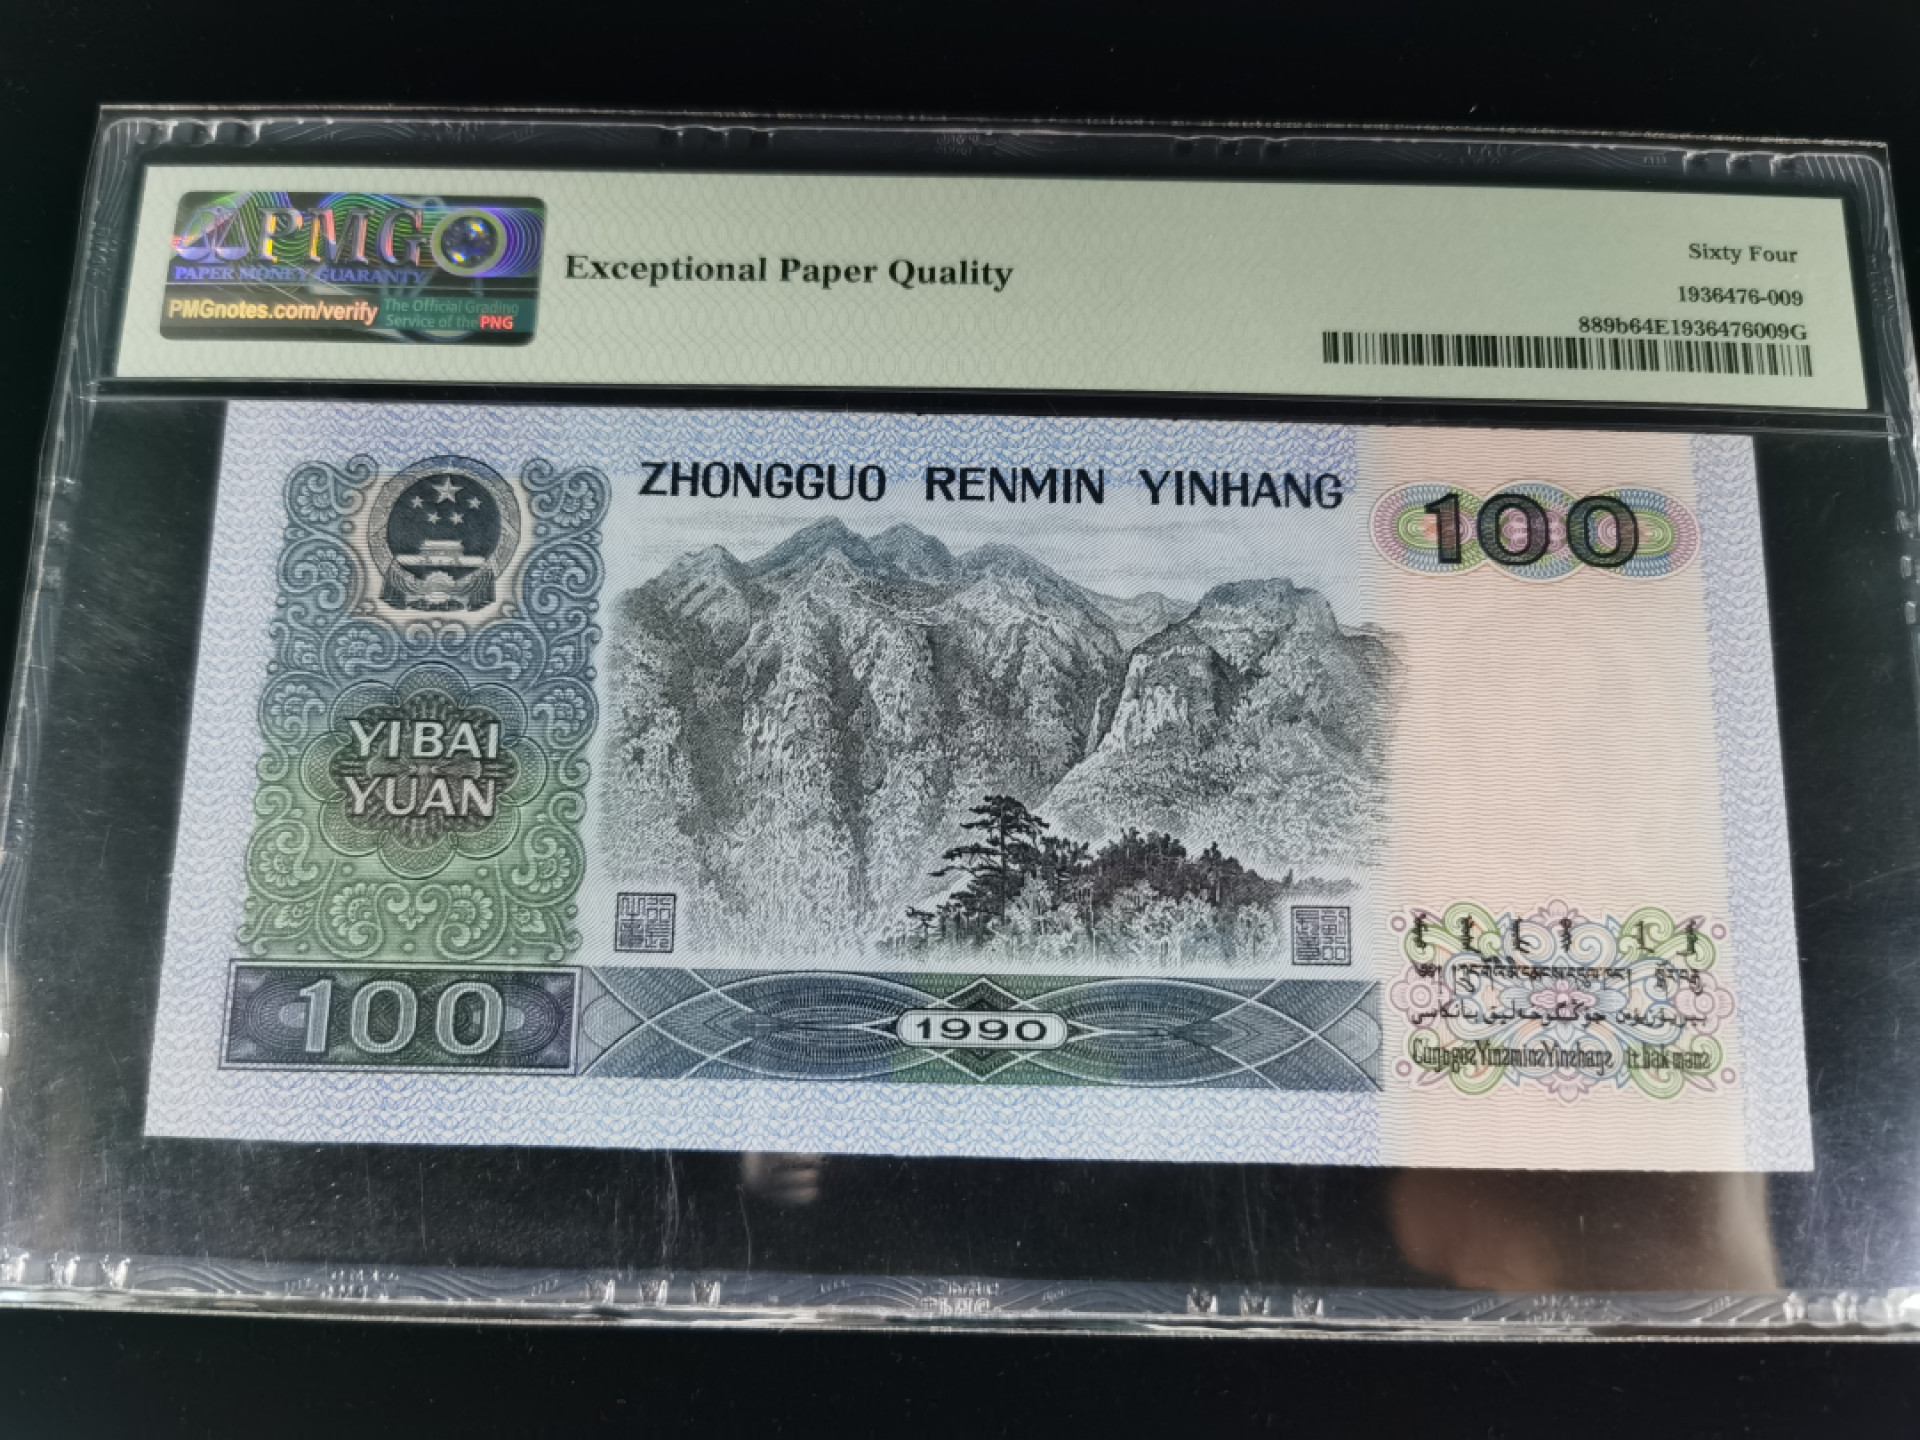 PMG
PAPER MONEY GUARANTY
PMGnotes.com/verify
The Official Grading
Service of the PNG
Exceptional Paper Quality
Sixty Four
1936476-009
889b64E1936476009G
ZHONGGUO RENMIN YINHANG
100
YI BAI
YUAN
100
1990